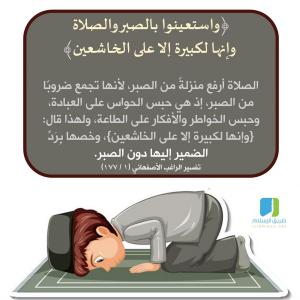 ﴿واستعينوا بالصبر والصلاة
وإنها لكبيرة إلا على الخاشعين﴾
الصلاة أرفع منزلةً من الصبر، لأنها تجمع ضروبًا
من الصبر، إذ هي حبس الحواس على العبادة،
وحبس الخواطر والأفكار على الطاعة، ولهذا قال:
{وإنها لكبيرة إلا على الخاشعين}، وخصها بردّ
الضمير إليها دون الصبر.
تفسير الراغب الأصفهاني (١ / ١٧٧)
طريق الإسلام